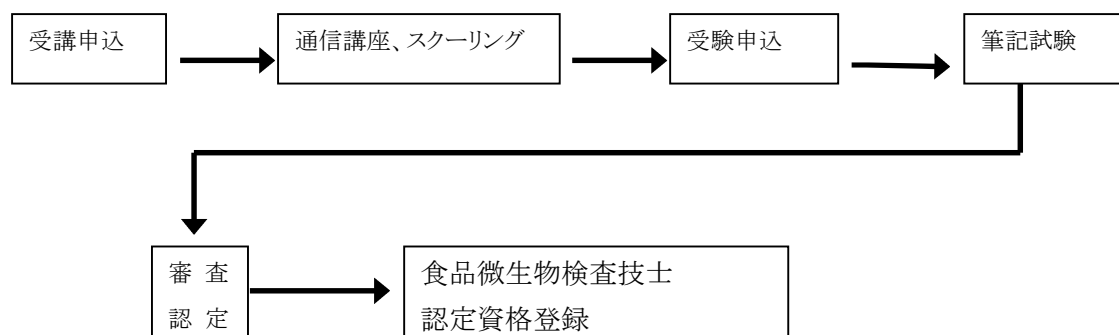 受講申込
通信講座、スクーリング
受験申込
筆記試験
審 査
認 定
食品微生物検査技士
認定資格登録